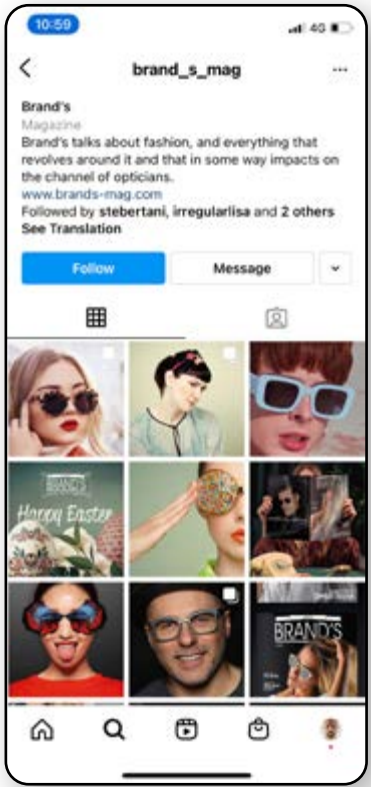 10:59
4G
brand_s_mag
Brand's
Magazine
Brand's talks about fashion, and everything that
revolves around it and that in some way impacts on
the channel of opticians.
www.brands-mag.com
Followed by stebertani, irregularlisa and 2 others
See Translation
Follow
Message
BRAND'S
Happy Easter
BRAND'S